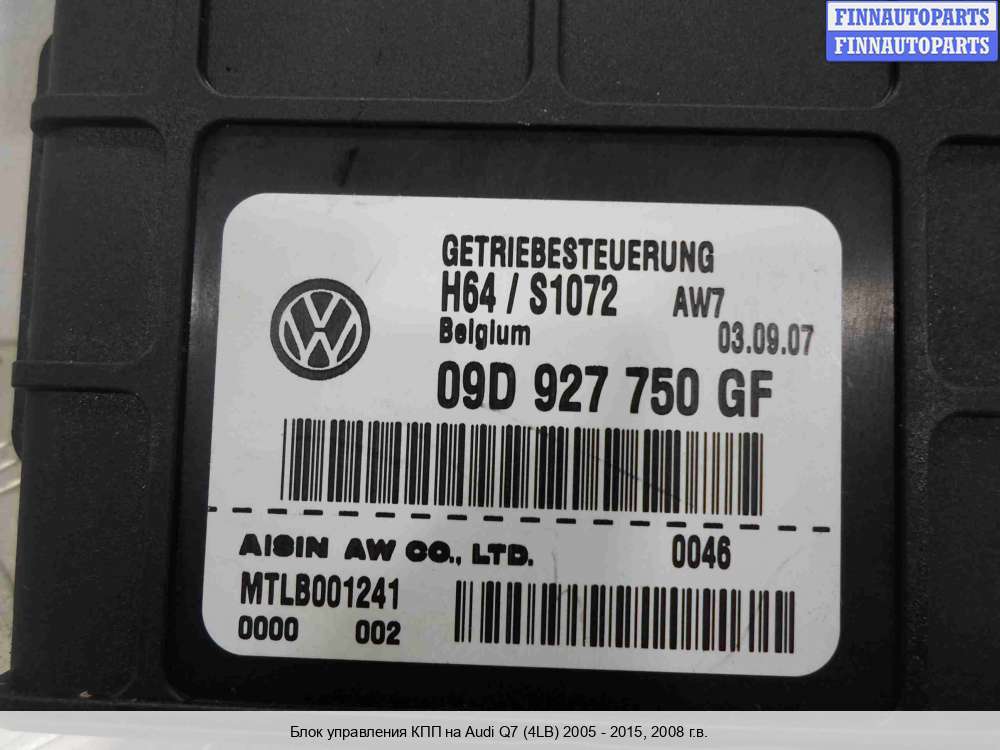 FINNAUTOPARTS
FINNAUTOPARTS
GETRIEBESTEUERUNG
H64 / S1072 AW7
Belgium 03.09.07
09D 927 750 GF
AISIN AW CO., LTD. 0046
MTLB001241
0000 002
Блок управления КПП на Audi Q7 (4LB) 2005 - 2015, 2008 г.в.